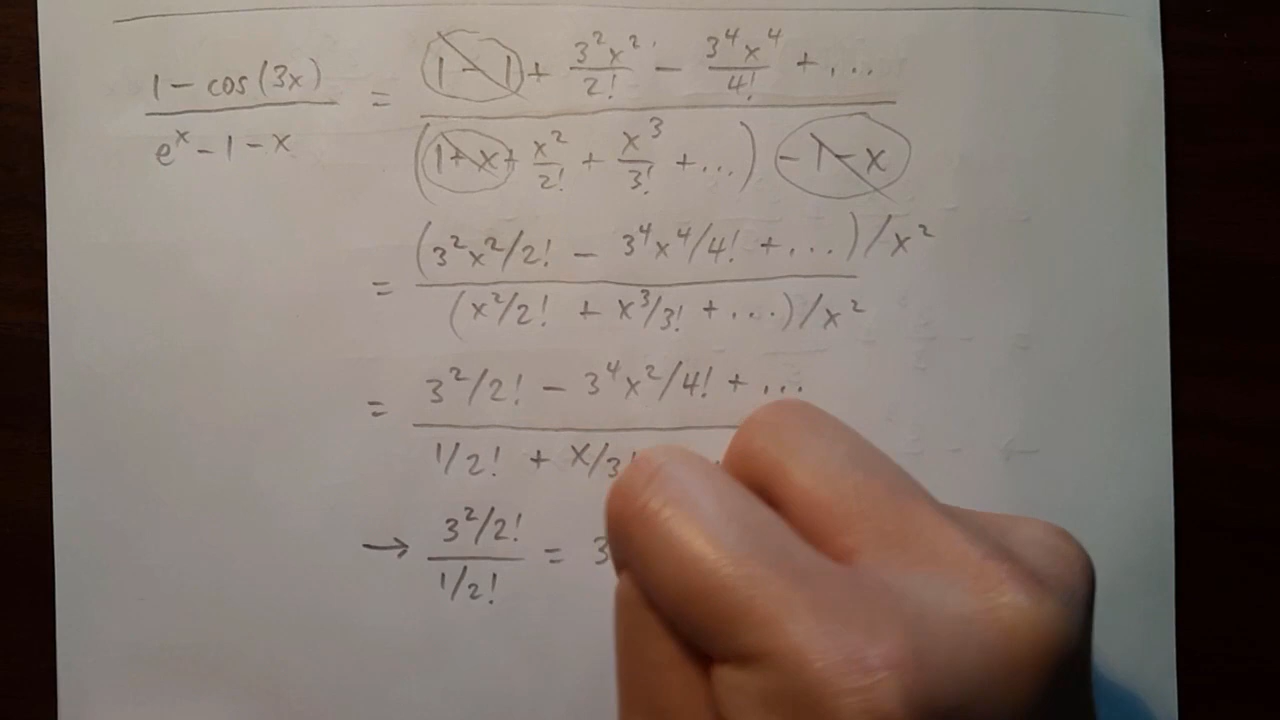 1 - cos(3x) / e^x - 1 - x = 1 - 1 + 3²x²/2! - 3⁴x⁴/4! + ... / (1 + x + x²/2! + x³/3! + ...) - 1 - x
= (3²x²/2! - 3⁴x⁴/4! + ...)/x² / (x²/2! + x³/3! + ...)/x²
= 3²/2! - 3⁴x²/4! + ... / 1/2! + x/3!
→ 3²/2! / 1/2! = 3